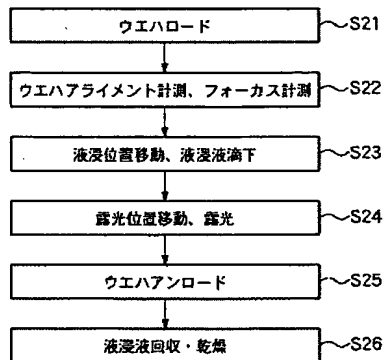 ウエハロード S21
ウエハアライメント計測、フォーカス計測 S22
液浸位置移動、液浸液滴下 S23
露光位置移動、露光 S24
ウエハアンロード S25
液浸液回収・乾燥 S26